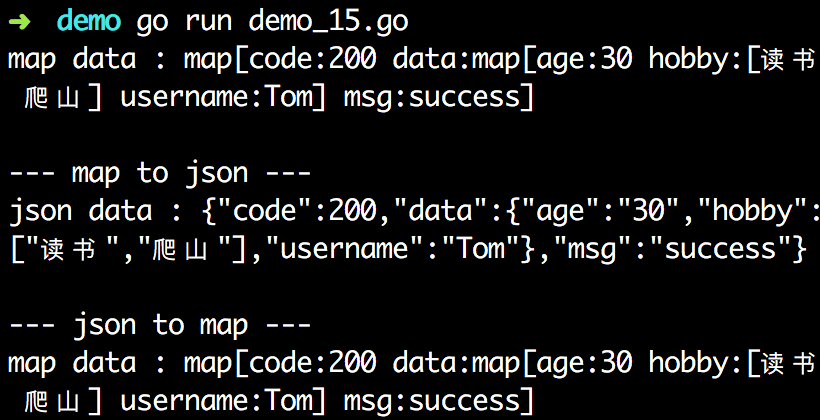 ➜ demo go run demo_15.go
map data : map[code:200 data:map[age:30 hobby:[读书
爬山] username:Tom] msg:success]
--- map to json ---
json data : {"code":200,"data":{"age":"30","hobby":
["读书","爬山"],"username":"Tom"},"msg":"success"}
--- json to map ---
map data : map[code:200 data:map[age:30 hobby:[读书
爬山] username:Tom] msg:success]